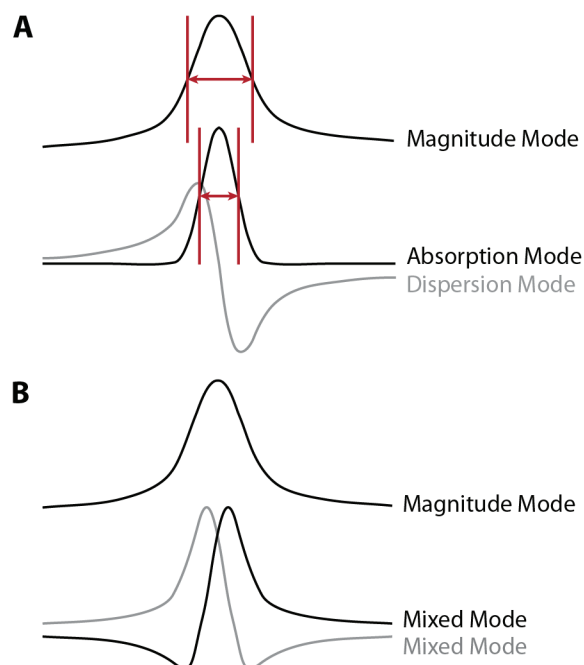 A
Magnitude Mode
Absorption Mode
Dispersion Mode
B
Magnitude Mode
Mixed Mode
Mixed Mode